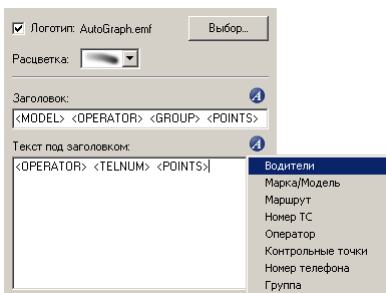 Логотип: AutoGraph.emf Выбор...
Расцветка:
Заголовок:
<MODEL> <OPERATOR> <GROUP> <POINTS>
Текст под заголовком:
<OPERATOR> <TELNUM> <POINTS>
Водители
Марка/Модель
Маршрут
Номер ТС
Оператор
Контрольные точки
Номер телефона
Группа